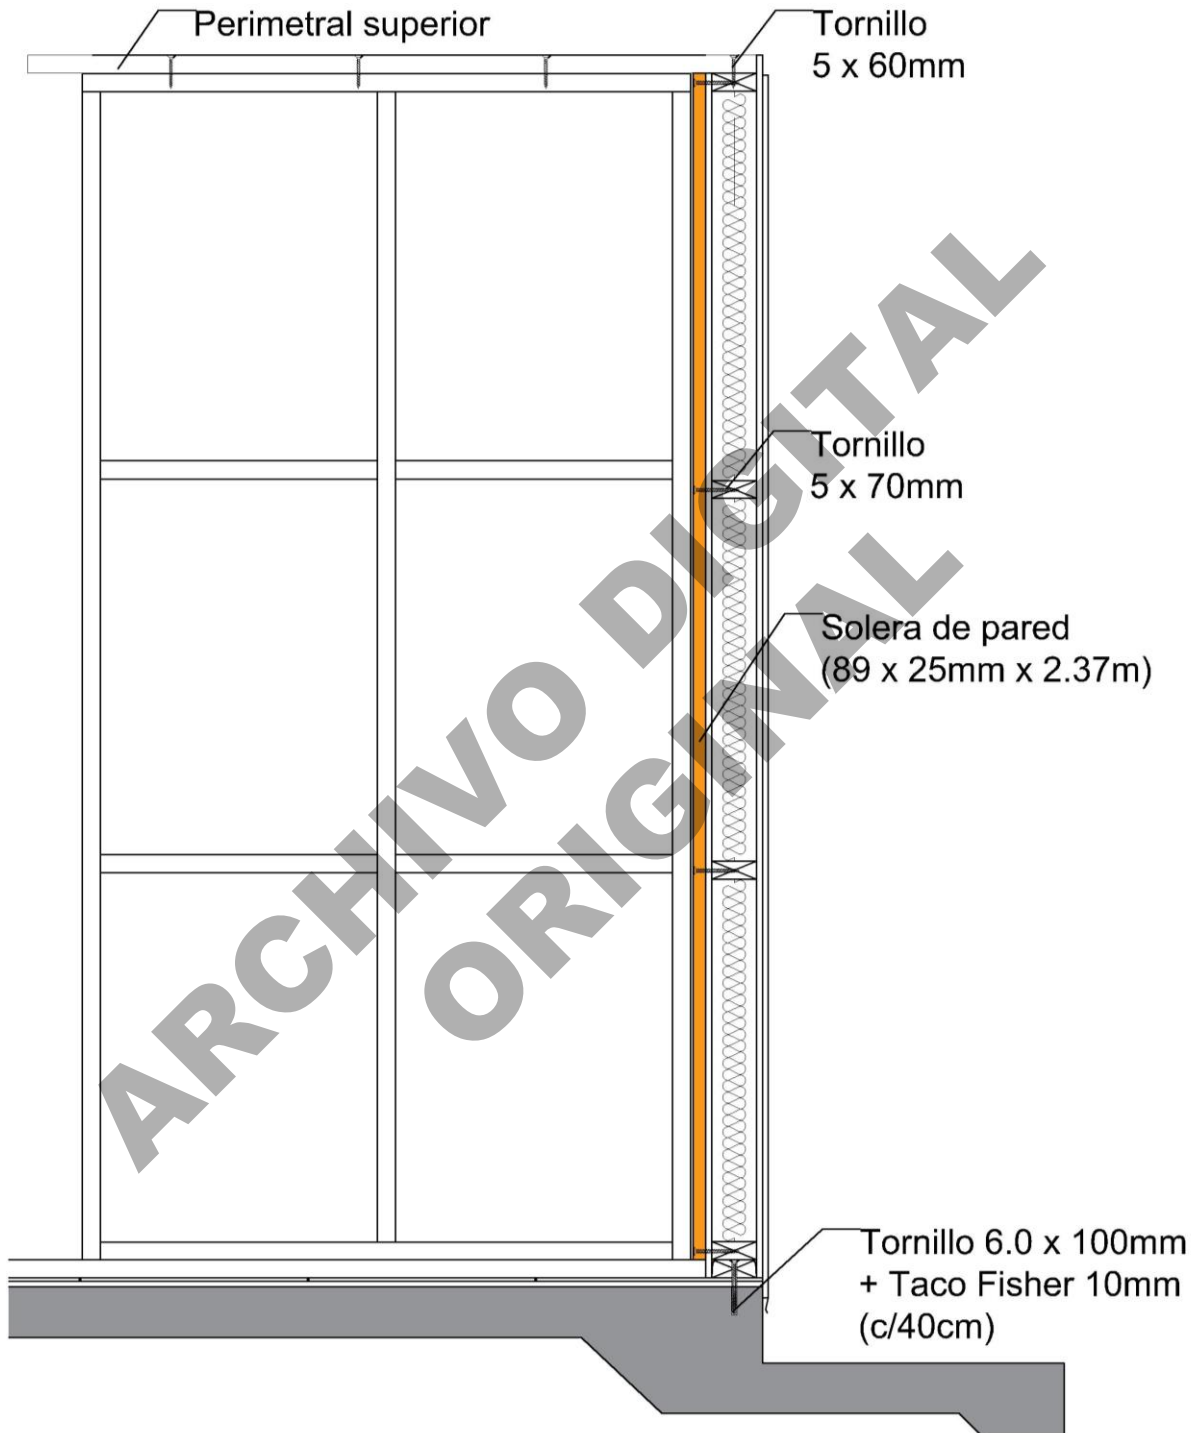 Perimetral superior
Tornillo
5 x 60mm
Tornillo
5 x 70mm
Solera de pared
(89 x 25mm x 2.37m)
Tornillo 6.0 x 100mm
+ Taco Fisher 10mm
(c/40cm)
ARCHIVO DIGITAL
ORIGINAL